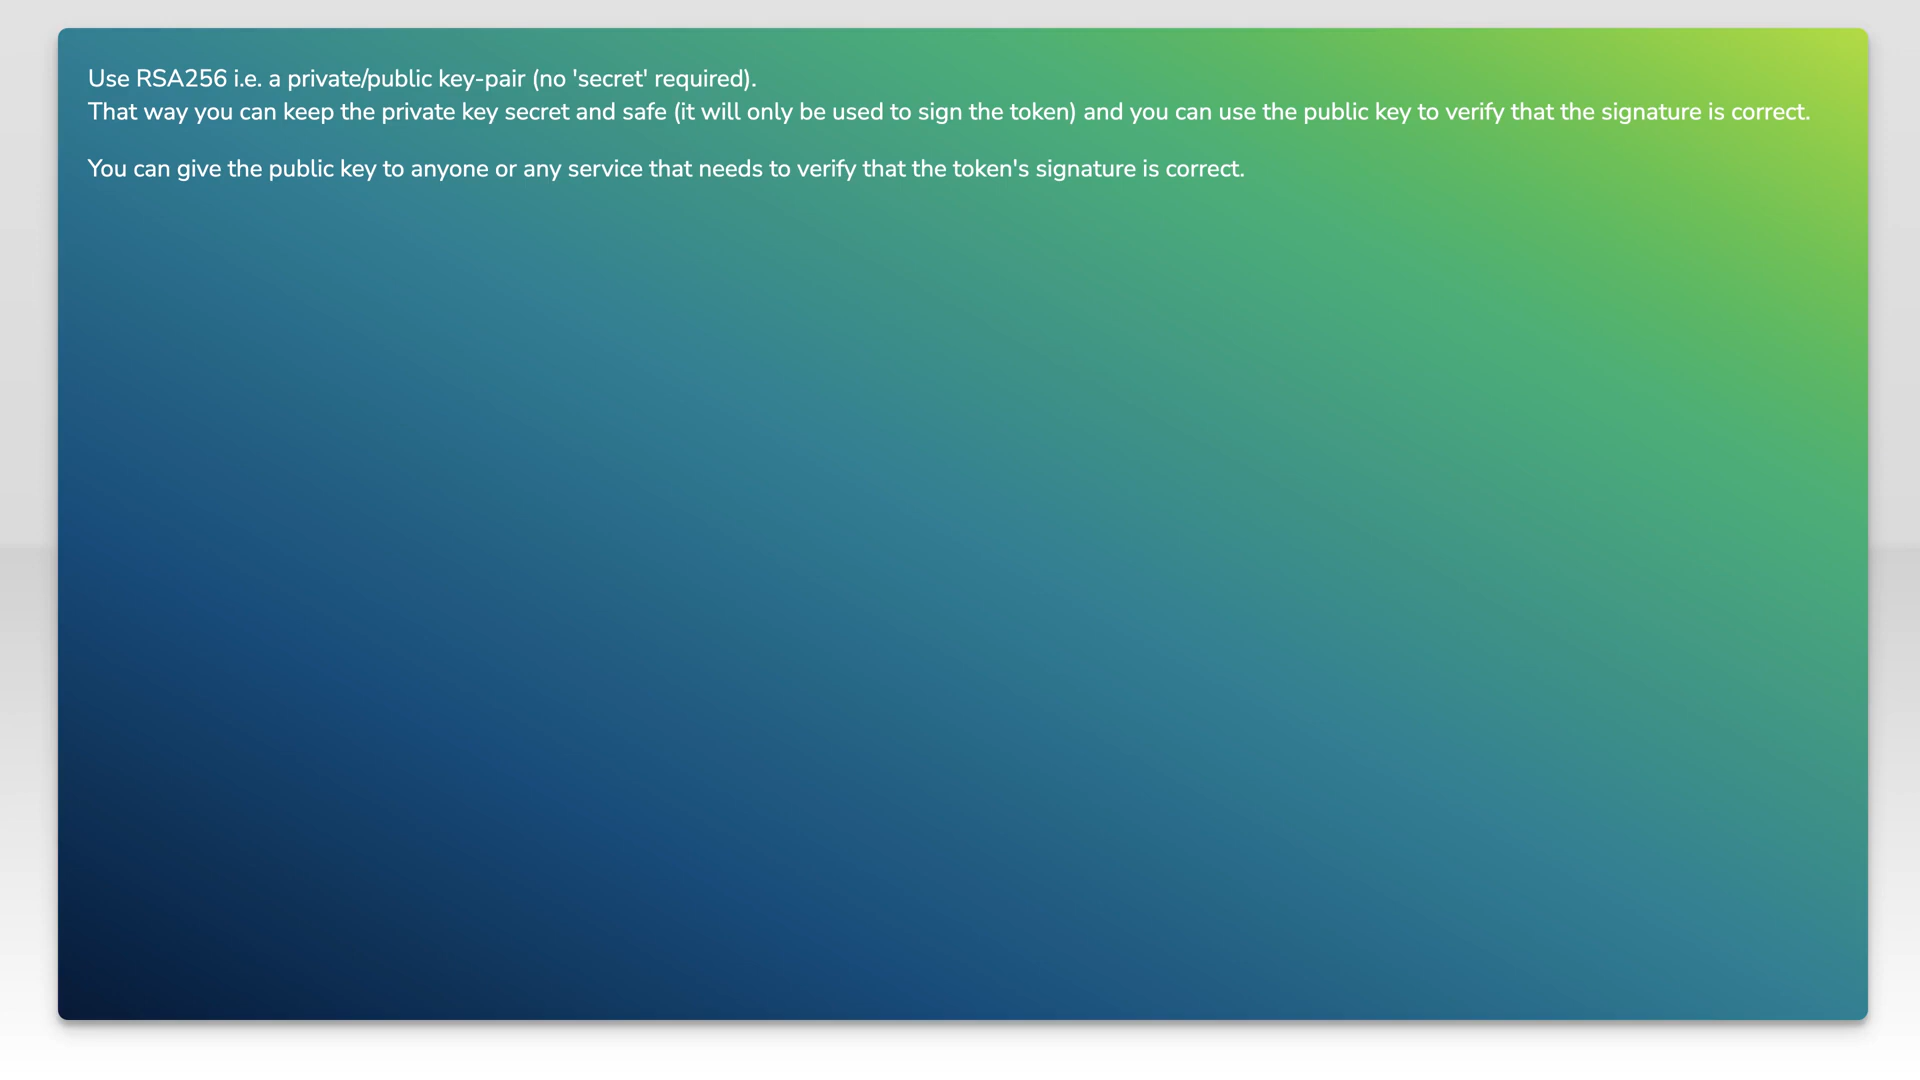 Use RSA256 i.e. a private/public key-pair (no 'secret' required).
That way you can keep the private key secret and safe (it will only be used to sign the token) and you can use the public key to verify that the signature is correct.
You can give the public key to anyone or any service that needs to verify that the token's signature is correct.